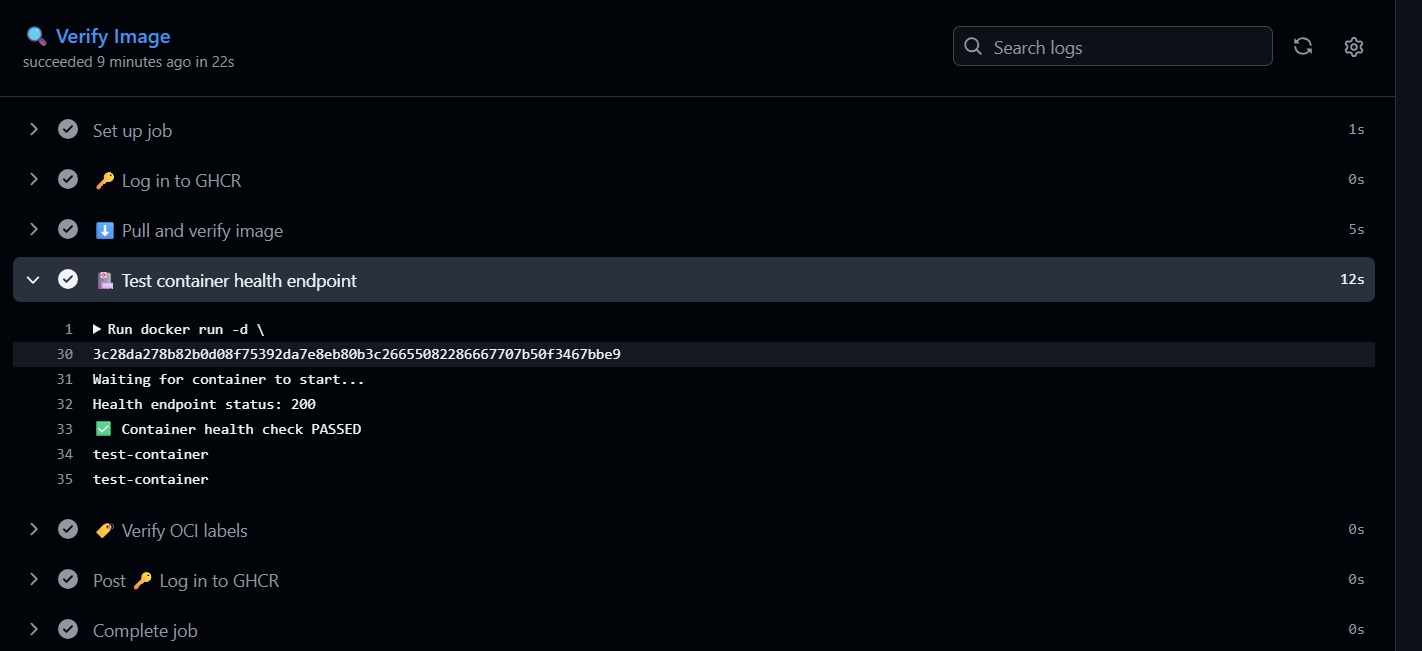 🔍 Verify Image
succeeded 9 minutes ago in 22s
Search logs
Set up job 1s
🔑 Log in to GHCR 0s
⬇️ Pull and verify image 5s
🏥 Test container health endpoint 12s
1 ▶ Run docker run -d \
30 3c28da278b82b0d08f75392da7e8eb80b3c26655082286667707b50f3467bbe9
31 Waiting for container to start...
32 Health endpoint status: 200
33 ✅ Container health check PASSED
34 test-container
35 test-container
🏷️ Verify OCI labels 0s
Post 🔑 Log in to GHCR 0s
Complete job 0s